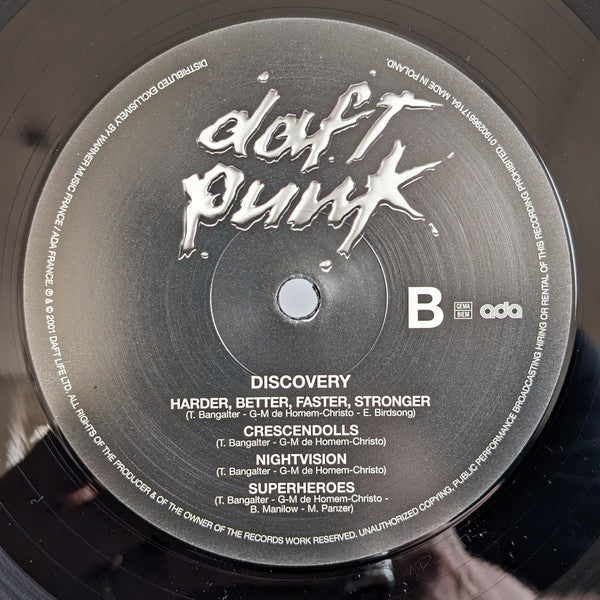 daft
punk
B
GEMA
BIEM
ada
DISCOVERY
HARDER, BETTER, FASTER, STRONGER
(T. Bangalter - G-M de Homem-Christo - E. Birdsong)
CRESCENDOLLS
(T. Bangalter - G-M de Homem-Christo)
NIGHTVISION
(T. Bangalter - G-M de Homem-Christo)
SUPERHEROES
(T. Bangalter - G-M de Homem-Christo -
B. Manilow - M. Panzer)
DISTRIBUTED EXCLUSIVELY BY WARNER MUSIC FRANCE / ADA FRANCE. ℗ & © 2001 DAFT LIFE LTD. ALL RIGHTS OF THE PRODUCER & OF THE OWNER OF THE RECORDS WORK RESERVED. UNAUTHORIZED COPYING, PUBLIC PERFORMANCE BROADCASTING HIRING OR RENTAL OF THIS RECORDING PROHIBITED. 0190296617164. MADE IN POLAND.